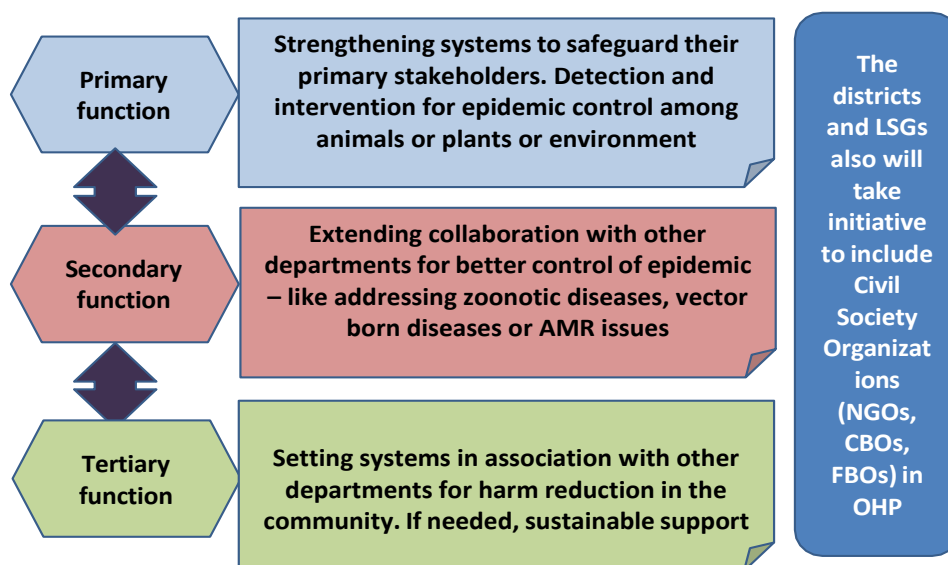 Primary
function
Strengthening systems to safeguard their
primary stakeholders. Detection and
intervention for epidemic control among
animals or plants or environment
Secondary
function
Extending collaboration with other
departments for better control of epidemic
– like addressing zoonotic diseases, vector
born diseases or AMR issues
Tertiary
function
Setting systems in association with other
departments for harm reduction in the
community. If needed, sustainable support
The
districts
and LSGs
also will
take
initiative
to include
Civil
Society
Organizat
ions
(NGOs,
CBOs,
FBOs) in
OHP